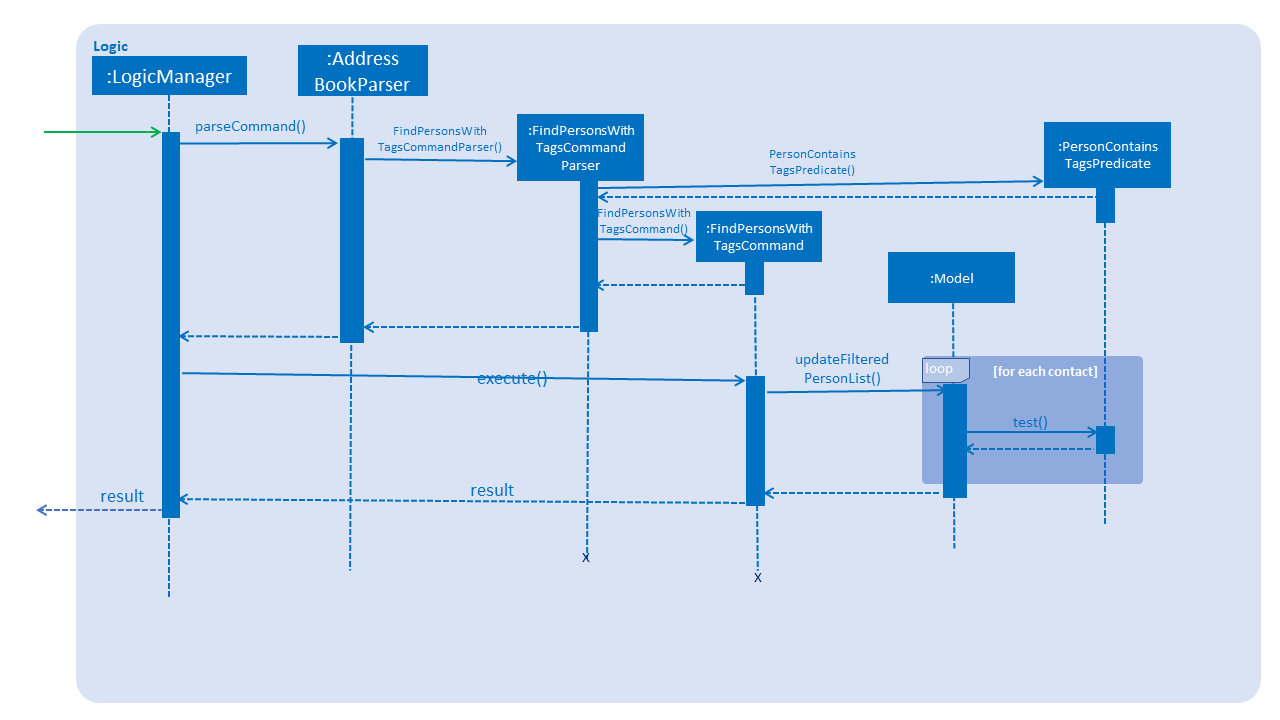 Logic
:LogicManager
:Address
BookParser
parseCommand()
FindPersonsWith
TagsCommandParser()
:FindPersonsWith
TagsCommand
Parser
PersonContains
TagsPredicate()
:PersonContains
TagsPredicate
FindPersonsWith
TagsCommand()
:FindPersonsWith
TagsCommand
:Model
execute()
updateFiltered
PersonList()
loop
[for each contact]
test()
result
result
x
x